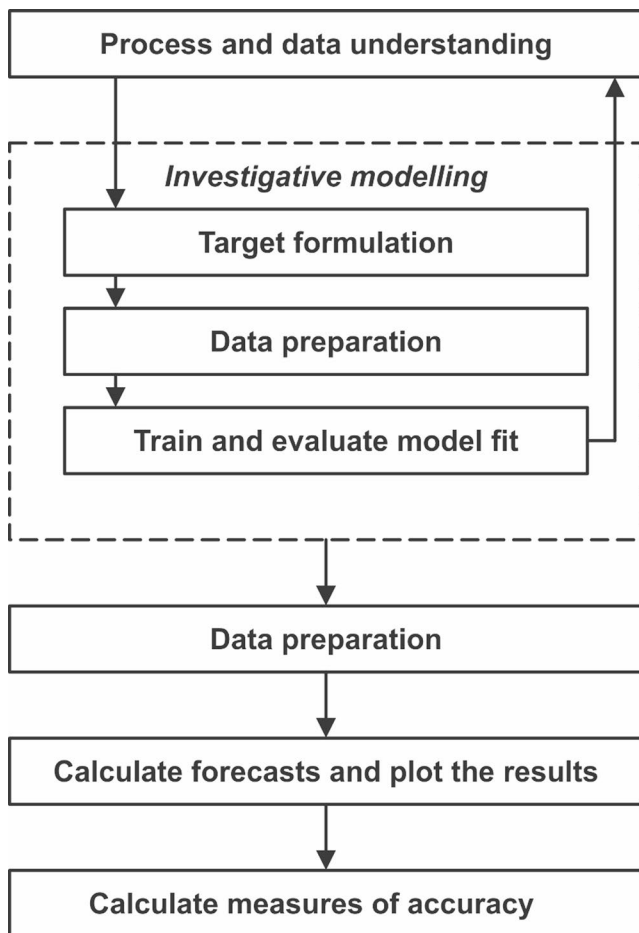 Process and data understanding
Investigative modelling
Target formulation
Data preparation
Train and evaluate model fit
Data preparation
Calculate forecasts and plot the results
Calculate measures of accuracy